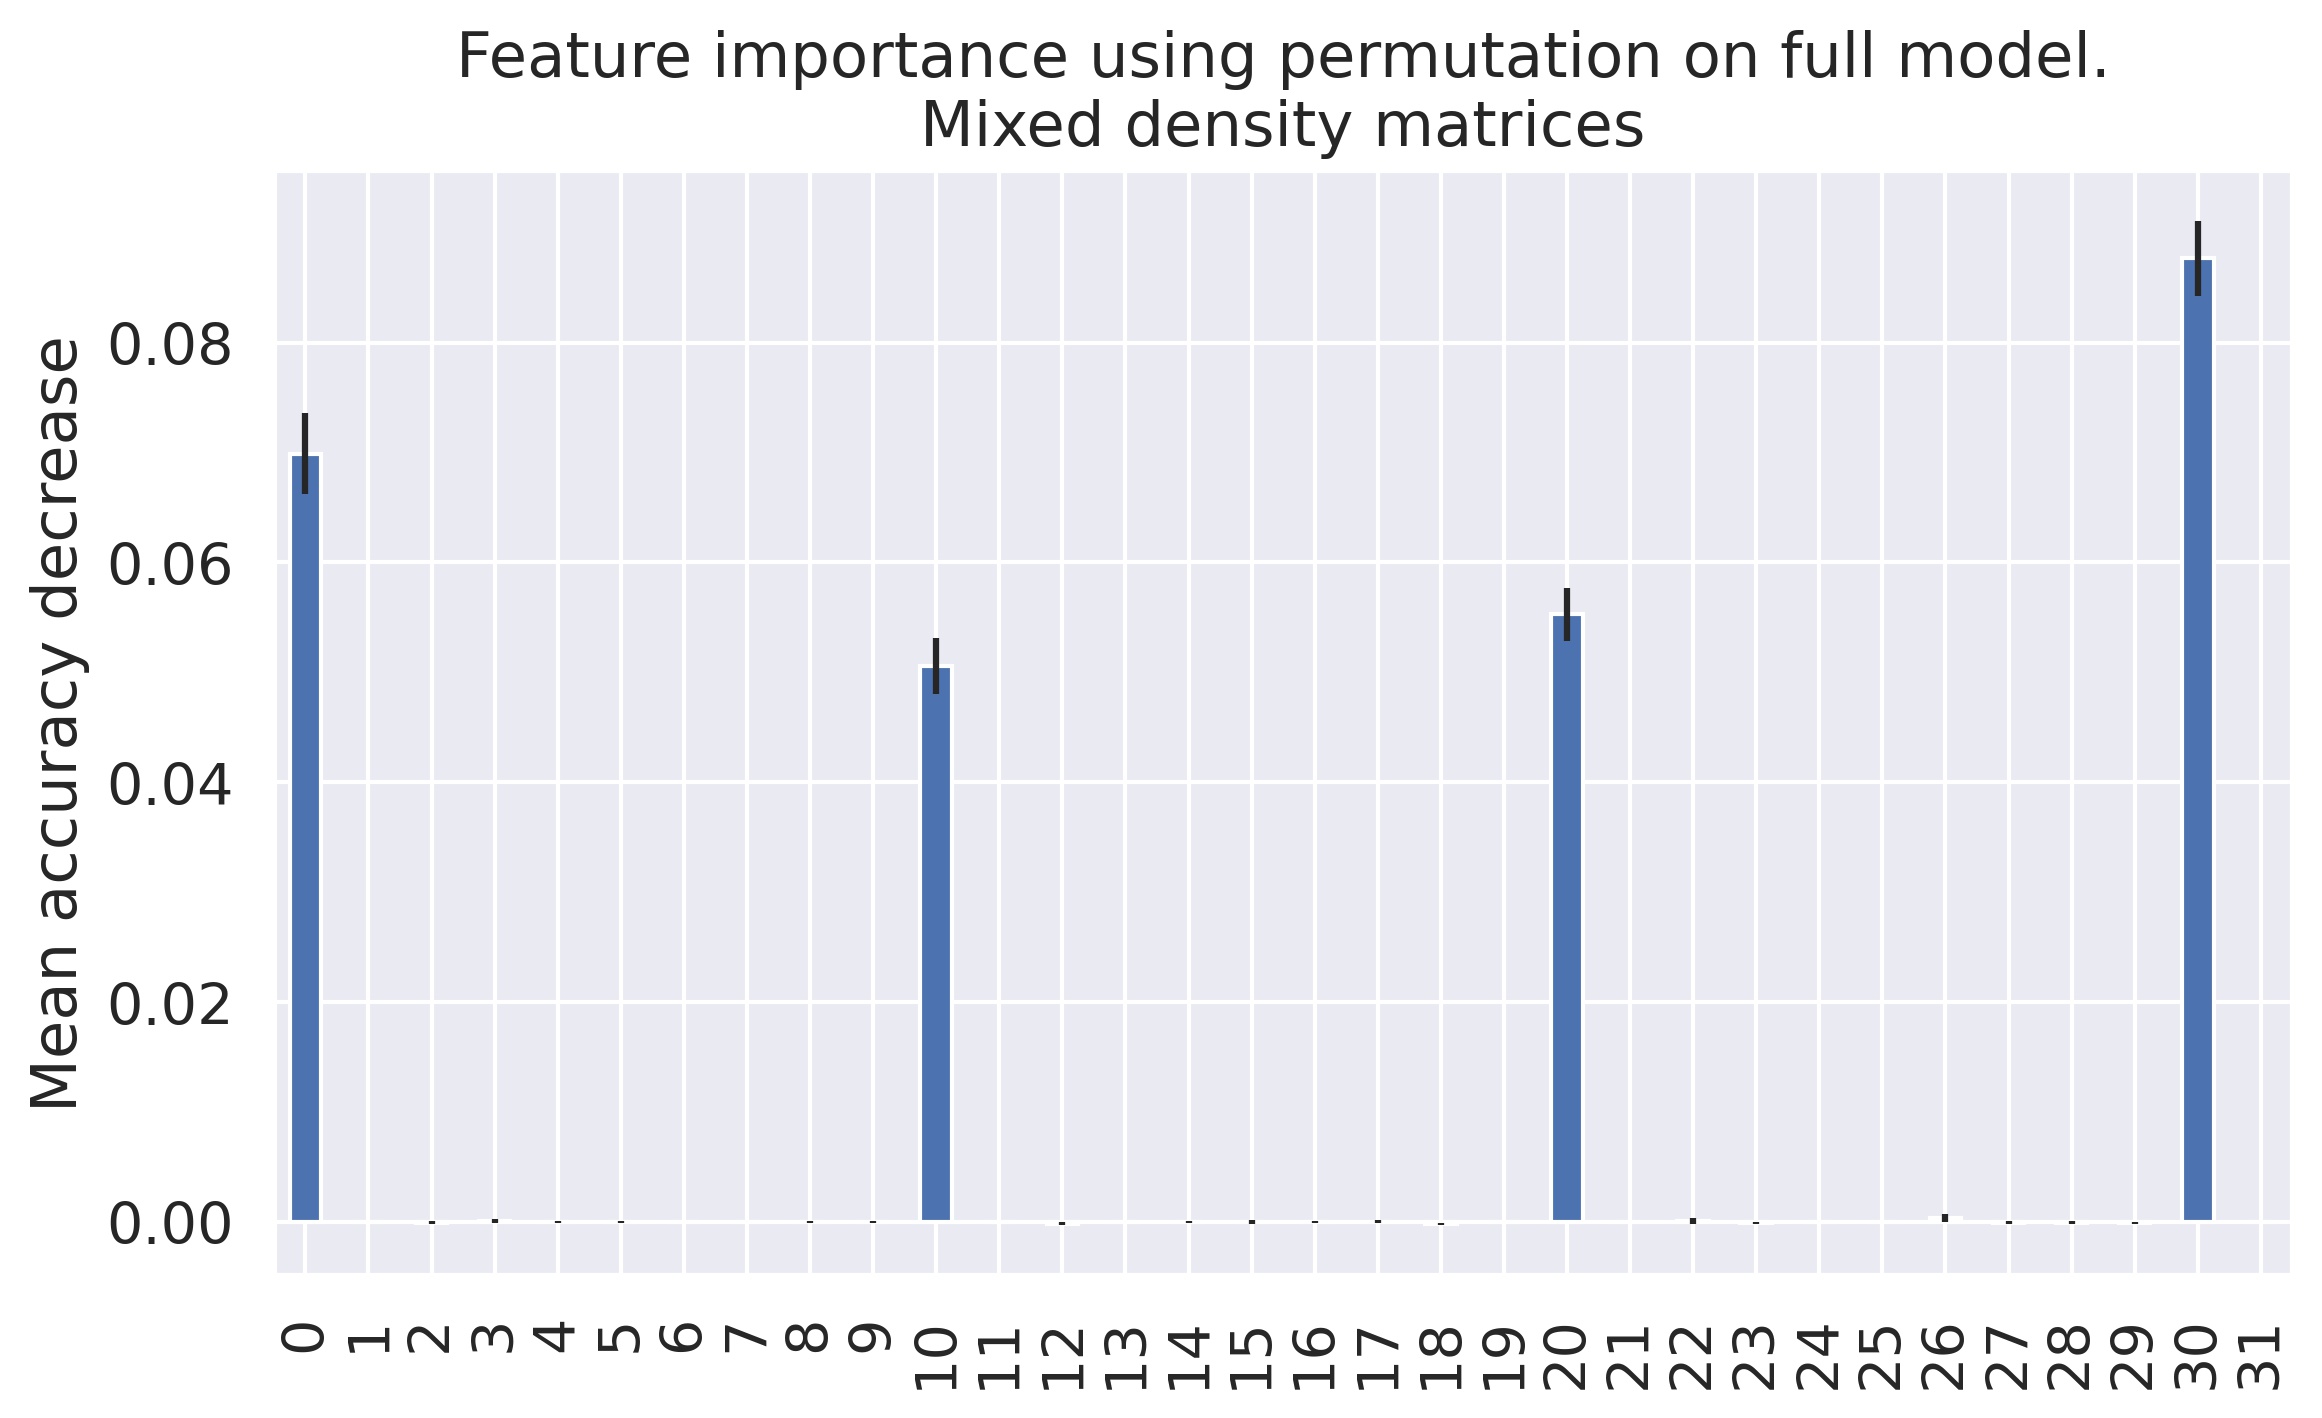 Feature importance using permutation on full model.
Mixed density matrices
Mean accuracy decrease
0.08
0.06
0.04
0.02
0.00
0 1 2 3 4 5 6 7 8 9 10 11 12 13 14 15 16 17 18 19 20 21 22 23 24 25 26 27 28 29 30 31